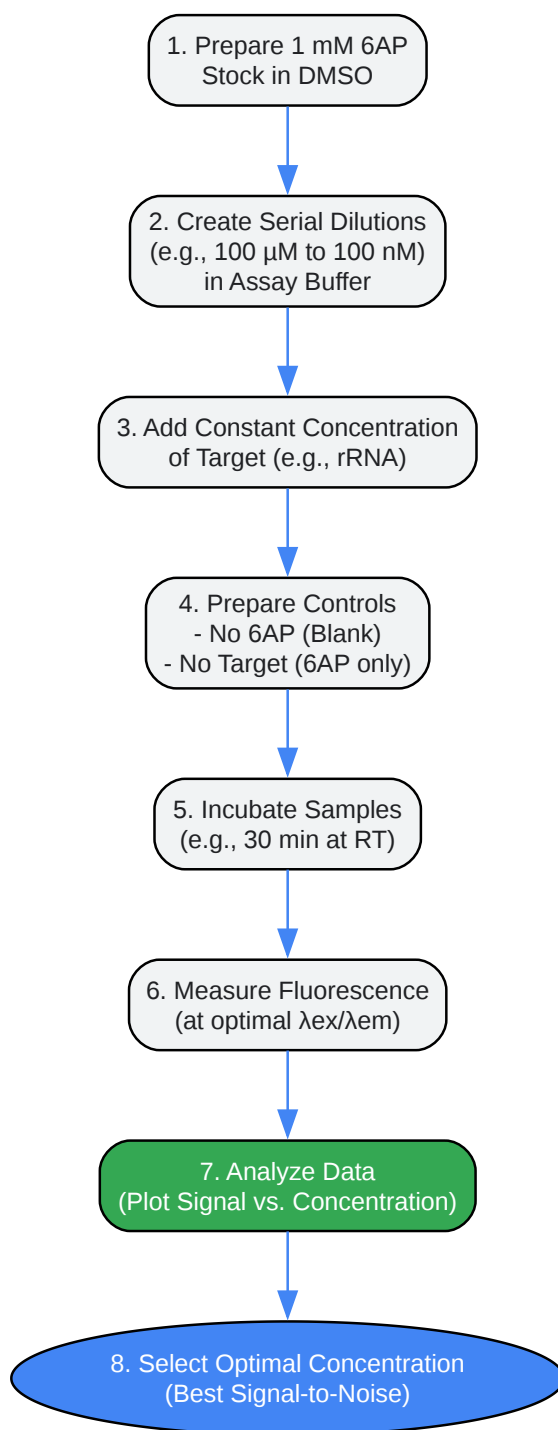 1. Prepare 1 mM 6AP
Stock in DMSO
2. Create Serial Dilutions
(e.g., 100 µM to 100 nM)
in Assay Buffer
3. Add Constant Concentration
of Target (e.g., rRNA)
4. Prepare Controls
- No 6AP (Blank)
- No Target (6AP only)
5. Incubate Samples
(e.g., 30 min at RT)
6. Measure Fluorescence
(at optimal λex/λem)
7. Analyze Data
(Plot Signal vs. Concentration)
8. Select Optimal Concentration
(Best Signal-to-Noise)